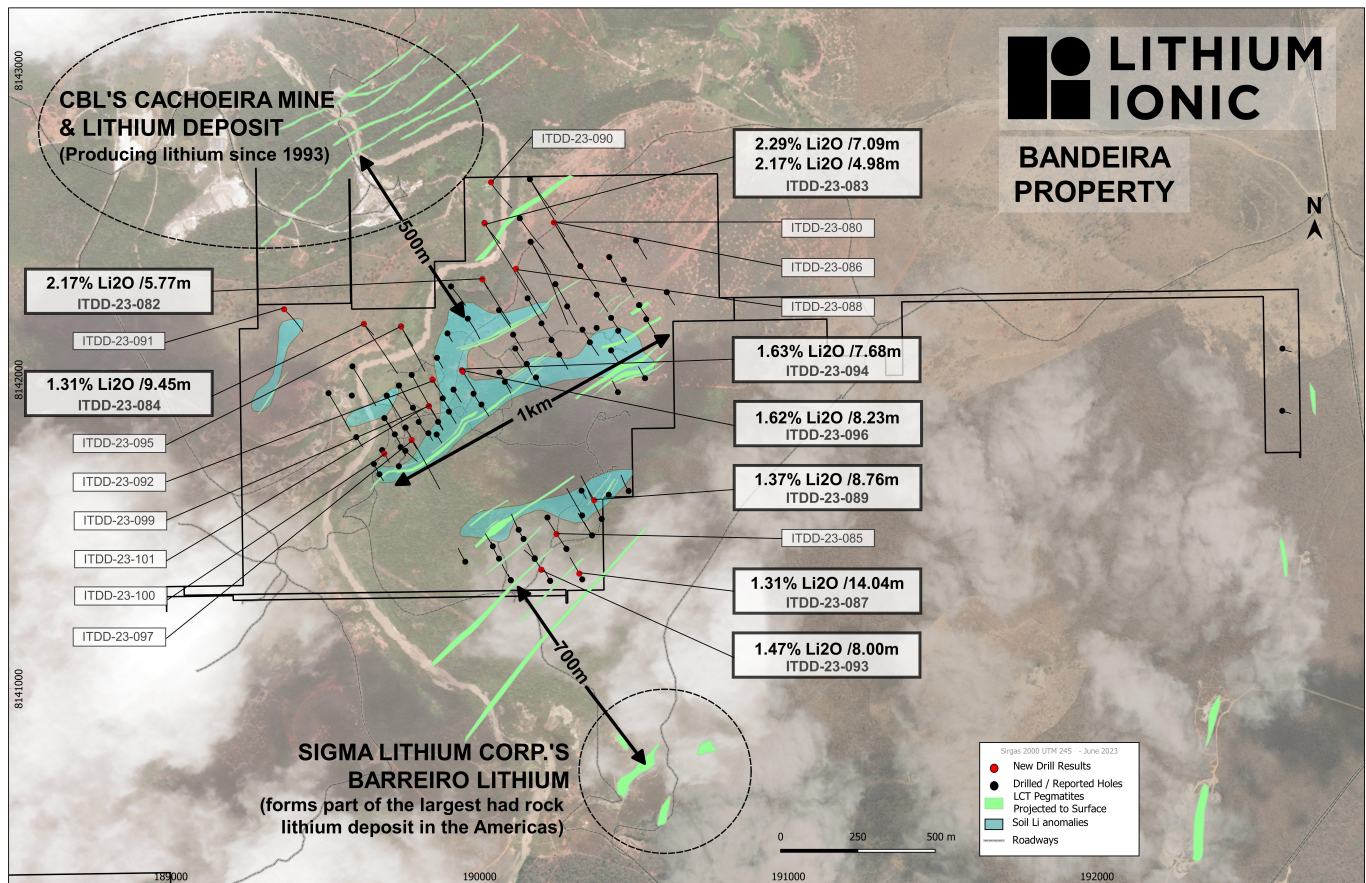 LITHIUM
IONIC
BANDEIRA
PROPERTY
N
CBL'S CACHOEIRA MINE
& LITHIUM DEPOSIT
(Producing lithium since 1993)
8143000
8142000
8141000
ITDD-23-090
2.29% Li2O /7.09m
2.17% Li2O /4.98m
ITDD-23-083
ITDD-23-080
ITDD-23-086
ITDD-23-088
500m
2.17% Li2O /5.77m
ITDD-23-082
ITDD-23-091
1.31% Li2O /9.45m
ITDD-23-084
ITDD-23-095
ITDD-23-092
ITDD-23-099
ITDD-23-101
ITDD-23-100
ITDD-23-097
1km
1.63% Li2O /7.68m
ITDD-23-094
1.62% Li2O /8.23m
ITDD-23-096
1.37% Li2O /8.76m
ITDD-23-089
ITDD-23-085
1.31% Li2O /14.04m
ITDD-23-087
1.47% Li2O /8.00m
ITDD-23-093
700m
SIGMA LITHIUM CORP.'S
BARREIRO LITHIUM
(forms part of the largest had rock
lithium deposit in the Americas)
Sirgas 2000 UTM 24S - June 2023
New Drill Results
Drilled / Reported Holes
LCT Pegmatites
Projected to Surface
Soil Li anomalies
Roadways
0 250 500 m
189000 190000 191000 192000